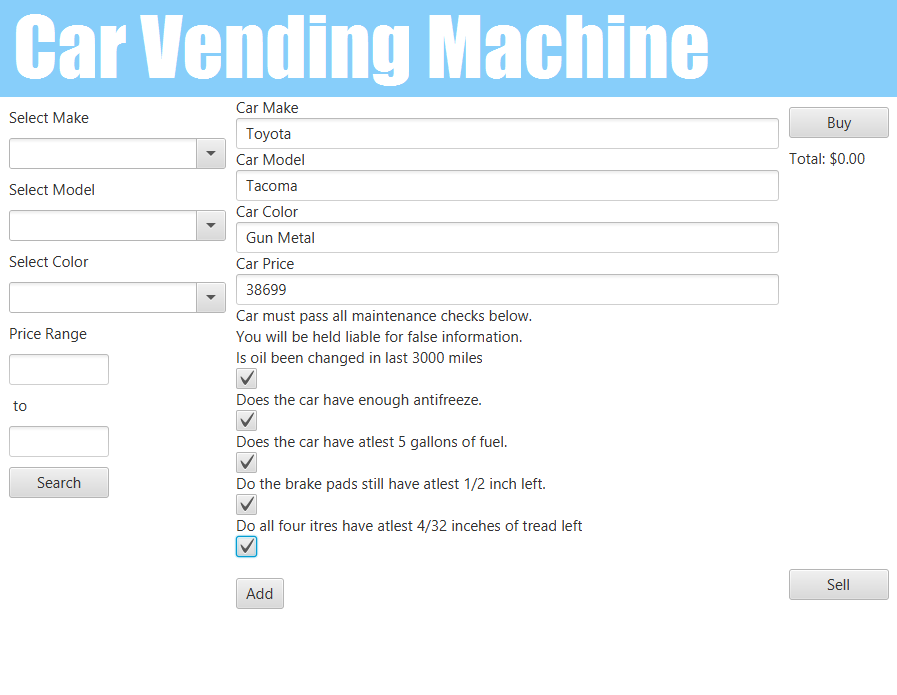 Car Vending Machine
Select Make
Select Model
Select Color
Price Range
to
Search
Car Make
Toyota
Car Model
Tacoma
Car Color
Gun Metal
Car Price
38699
Car must pass all maintenance checks below.
You will be held liable for false information.
Is oil been changed in last 3000 miles
Does the car have enough antifreeze.
Does the car have atlest 5 gallons of fuel.
Do the brake pads still have atlest 1/2 inch left.
Do all four itres have atlest 4/32 incehes of tread left
Add
Buy
Total: $0.00
Sell